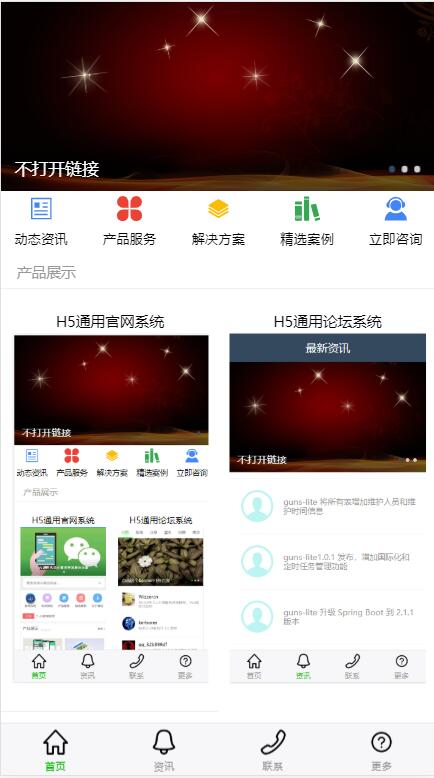 不打开链接
动态资讯 产品服务 解决方案 精选案例 立即咨询
产品展示
H5通用官网系统 H5通用论坛系统
不打开链接
动态资讯 产品服务 解决方案 精选案例 立即咨询
产品展示
H5通用官网系统 H5通用论坛系统
首页 资讯 联系 更多
最新资讯
不打开链接
guns-lite 将所有表增加维护人员和维
护时间信息
guns-lite1.0.1 发布，增加国际化和
定时任务管理功能
guns-lite 升级 Spring Boot 到 2.1.1
版本
首页 资讯 联系 更多
首页 资讯 联系 更多